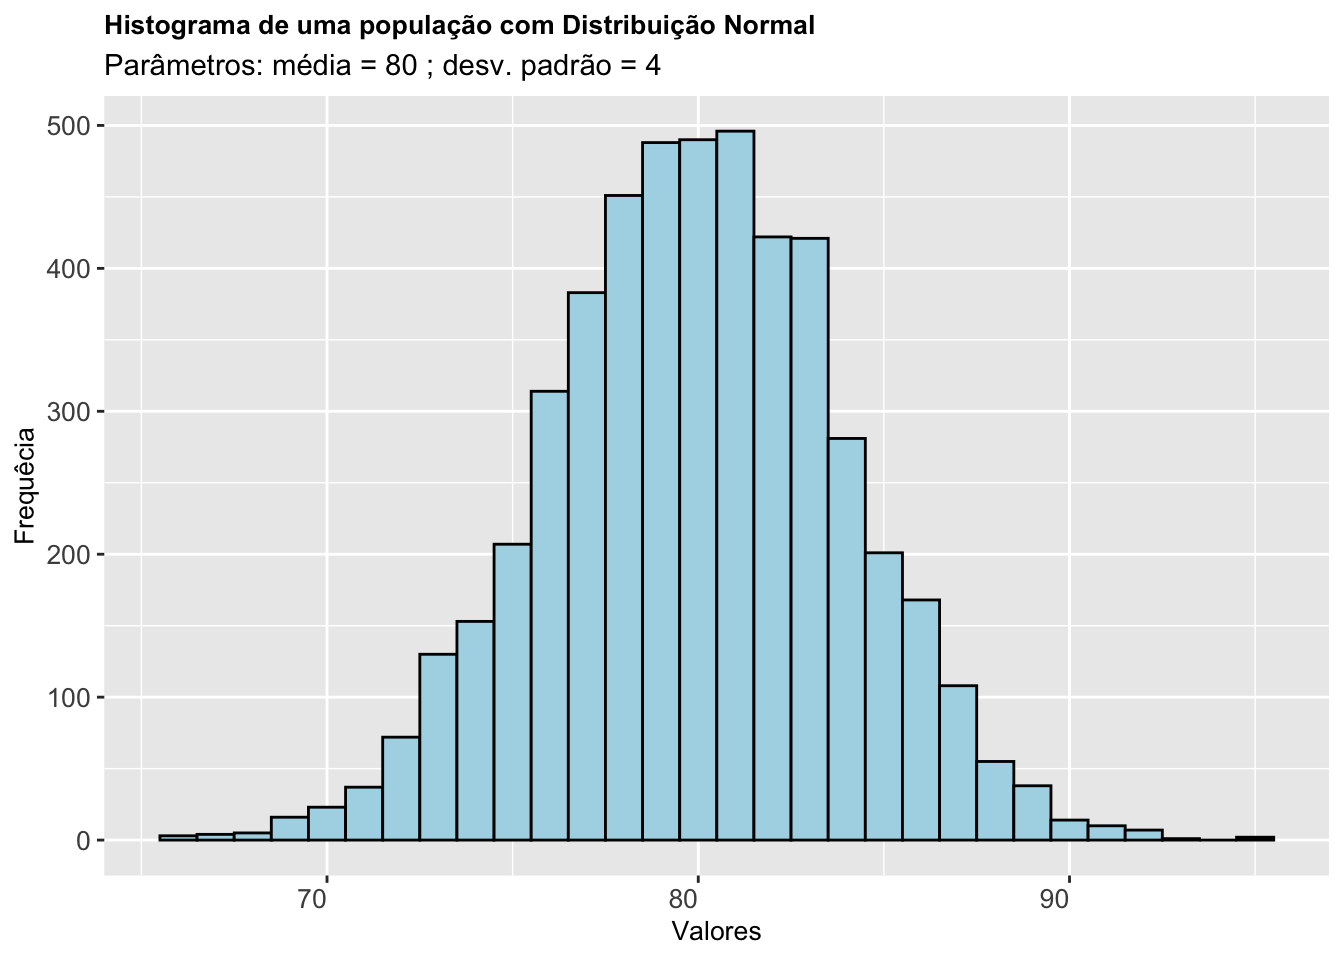 Histograma de uma população com Distribuição Normal
Parâmetros: média = 80 ; desv. padrão = 4
500
400
300
200
100
0
Frequêcia
70 80 90
Valores